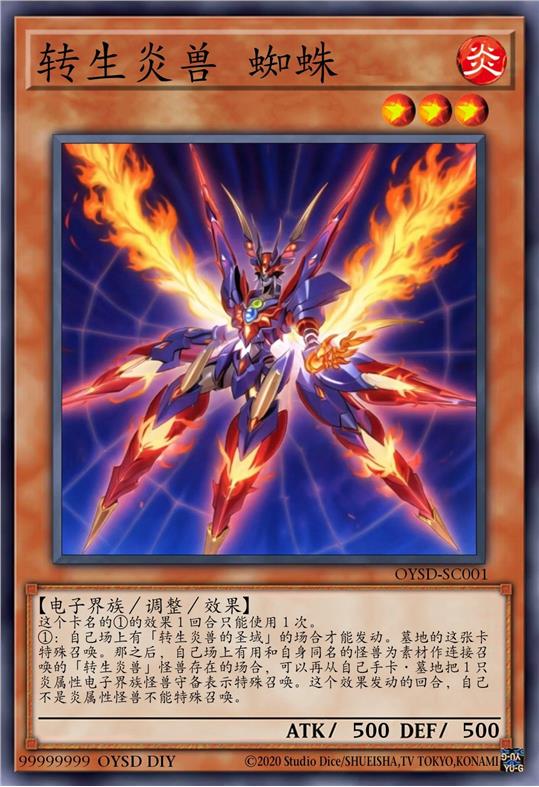 转生炎兽 蜘蛛
炎
OYSD-SC001
【电子界族／调整／效果】
这个卡名的①的效果1回合只能使用1次。
①：自己场上有「转生炎兽的圣域」的场合才能发动。墓地的这张卡
特殊召唤。那之后，自己场上有用和自身同名的怪兽为素材作连接召
唤的「转生炎兽」怪兽存在的场合，可以再从自己手卡·墓地把1只
炎属性电子界族怪兽守备表示特殊召唤。这个效果发动的回合，自己
不是炎属性怪兽不能特殊召唤。
ATK/ 500 DEF/ 500
99999999 OYSD DIY ©2020 Studio Dice/SHUEISHA,TV TOKYO,KONAMI